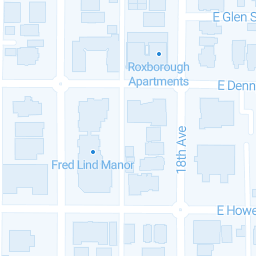 E Glen S
Roxborough
Apartments
E Denn
18th Ave
Fred Lind Manor
E Howe